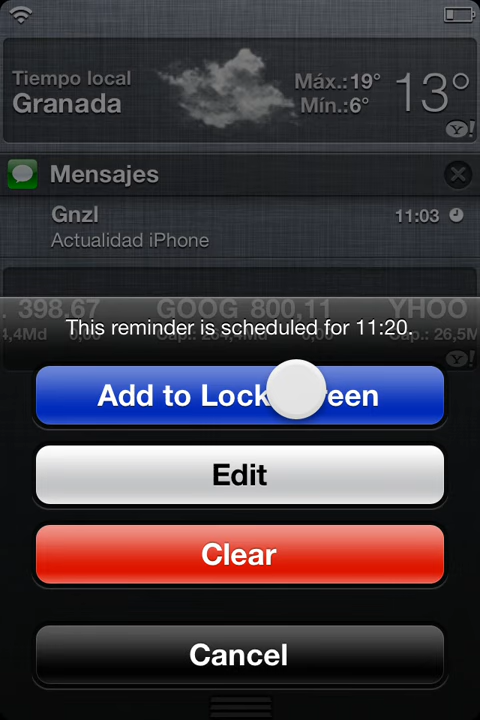 Tiempo local
Granada
Máx.: 19°
Mín.: 6°
13°
Y!
Mensajes
Gnzl
11:03
Actualidad iPhone
398,67
GOOG 800,11
YHOO
This reminder is scheduled for 11:20.
Y!
Add to Lock reen
Edit
Clear
Cancel